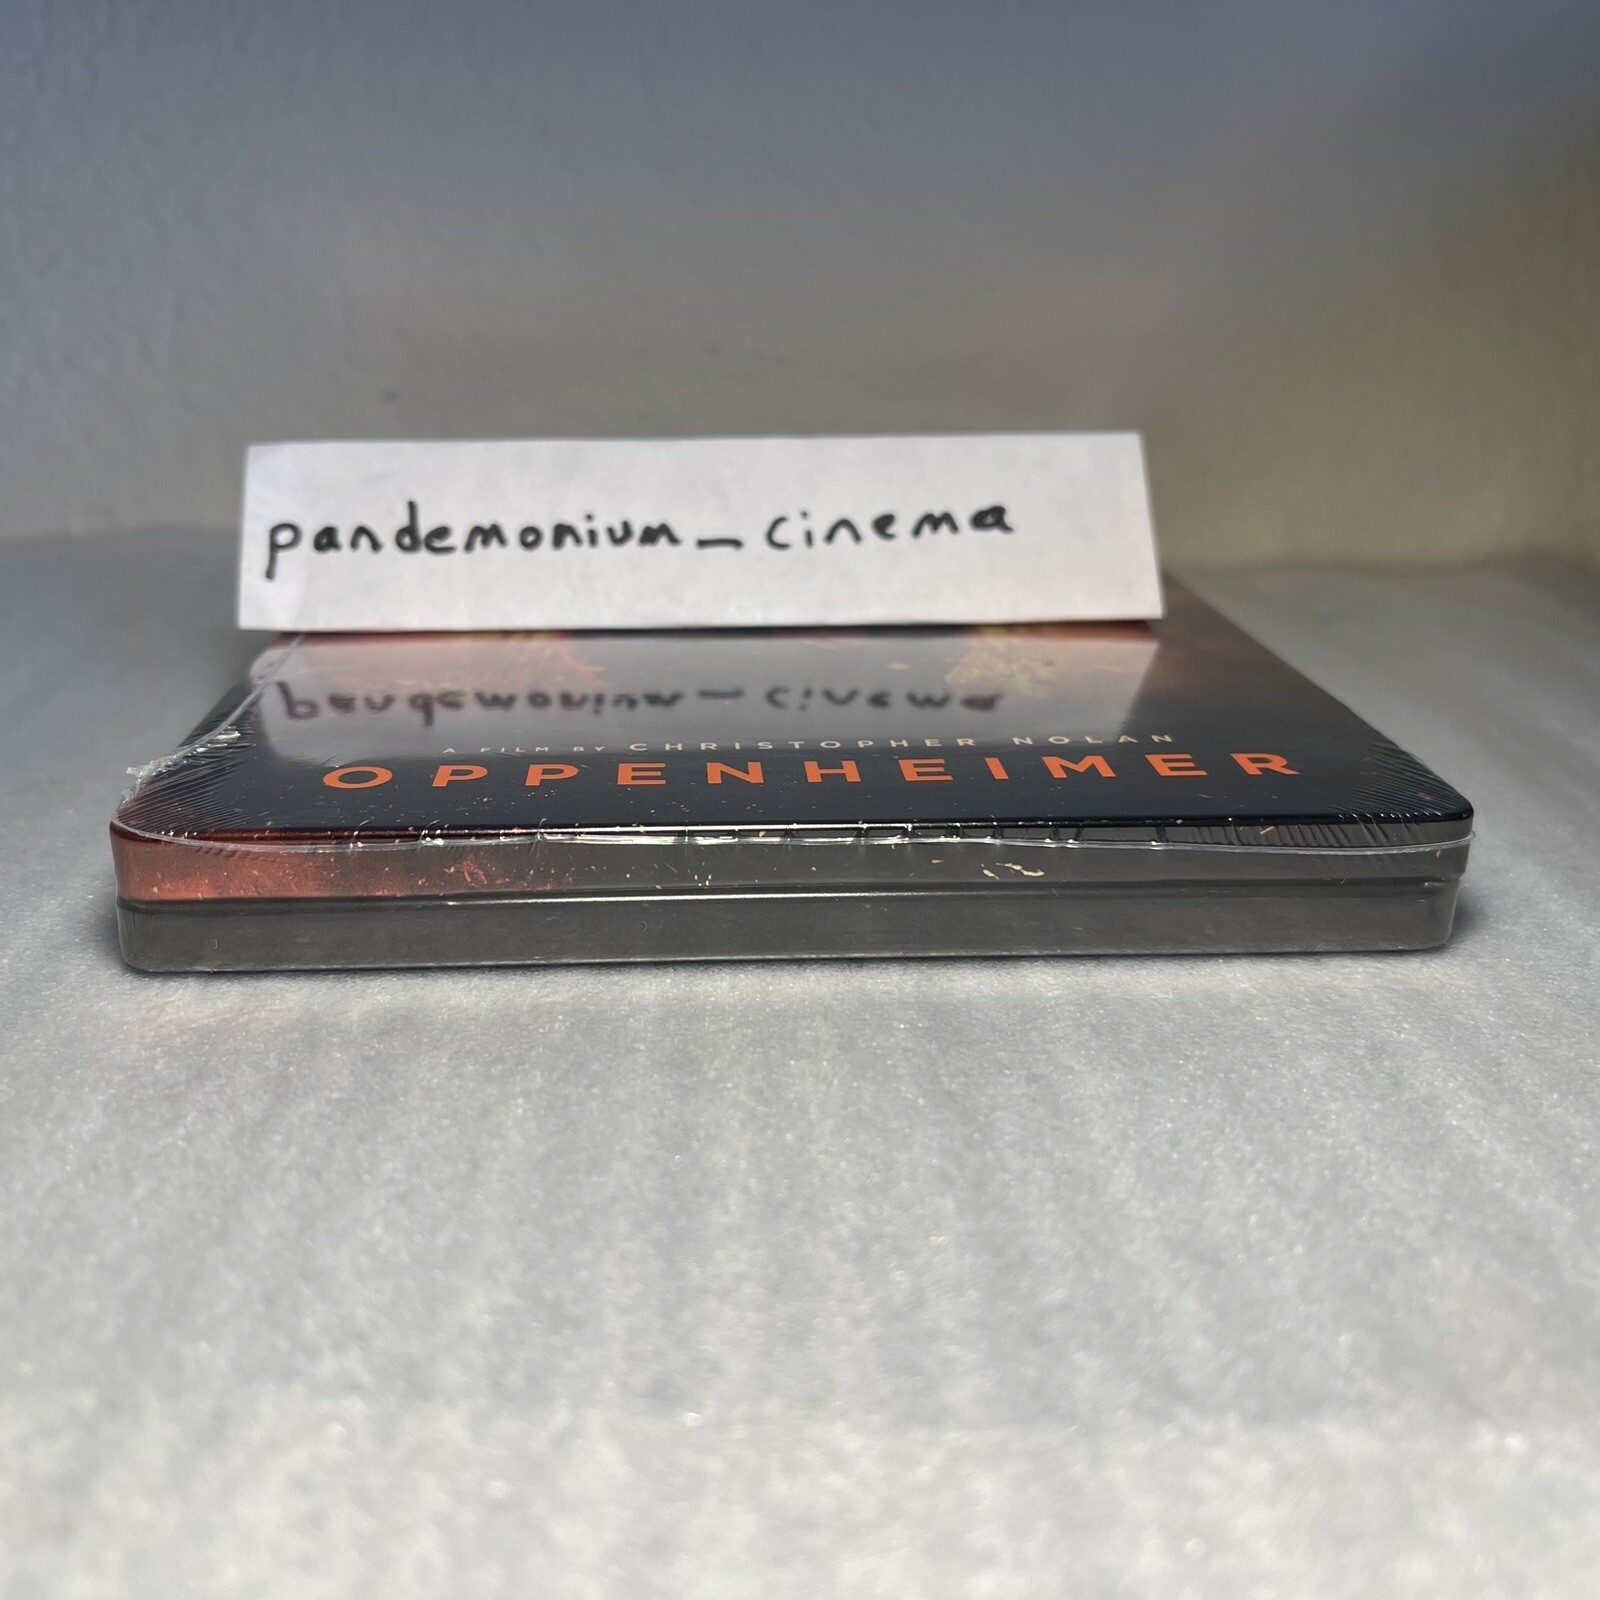 pandemonium_cinema
A FILM BY CHRISTOPHER NOLAN
OPPENHEIMER